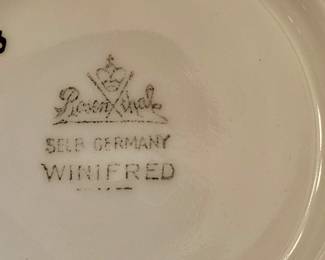 Rosenthal
SELB GERMANY
WINIFRED